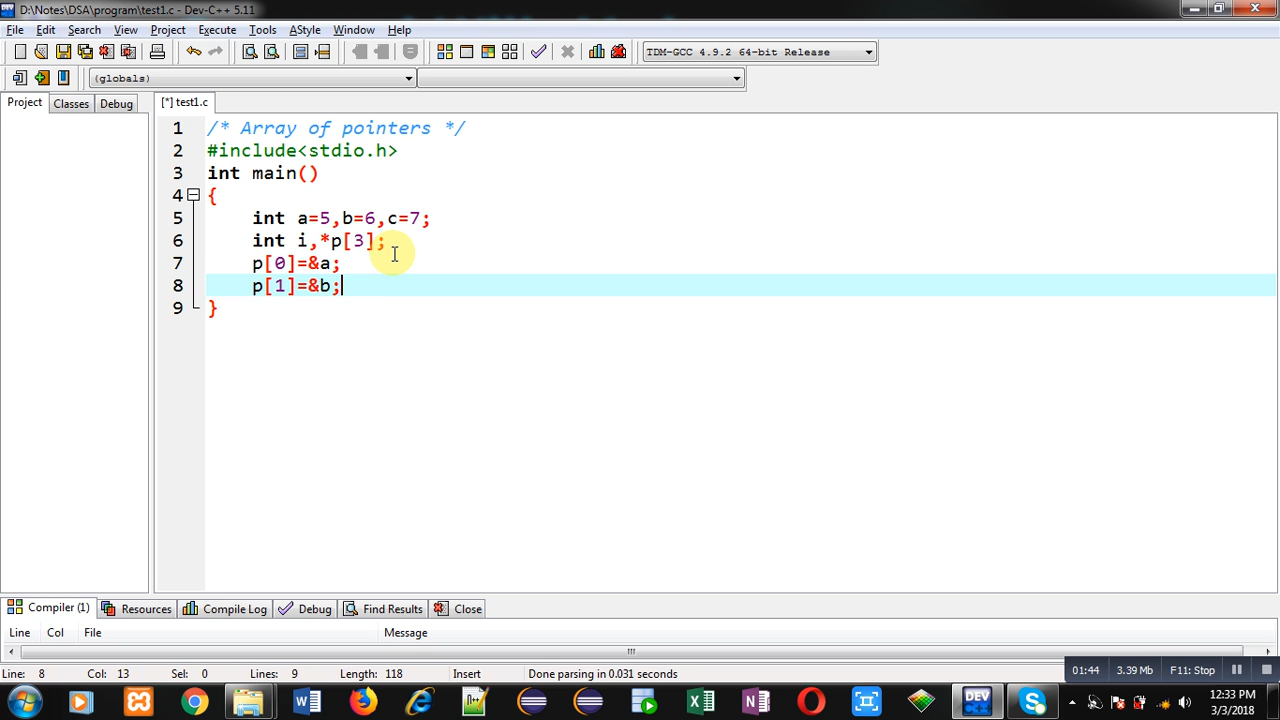 D:\Notes\DSA\program\test1.c - Dev-C++ 5.11
File Edit Search View Project Execute Tools AStyle Window Help
TDM-GCC 4.9.2 64-bit Release
(globals)
Project Classes Debug [*] test1.c
1 /* Array of pointers */
2 #include<stdio.h>
3 int main()
4 {
5 int a=5,b=6,c=7;
6 int i,*p[3];
7 p[0]=&a;
8 p[1]=&b;
9 }
Compiler (1) Resources Compile Log Debug Find Results Close
Line Col File Message
Line: 8 Col: 13 Sel: 0 Lines: 9 Length: 118 Insert Done parsing in 0.031 seconds
01:44 3.39 Mb F11: Stop
DEV
12:33 PM
3/3/2018